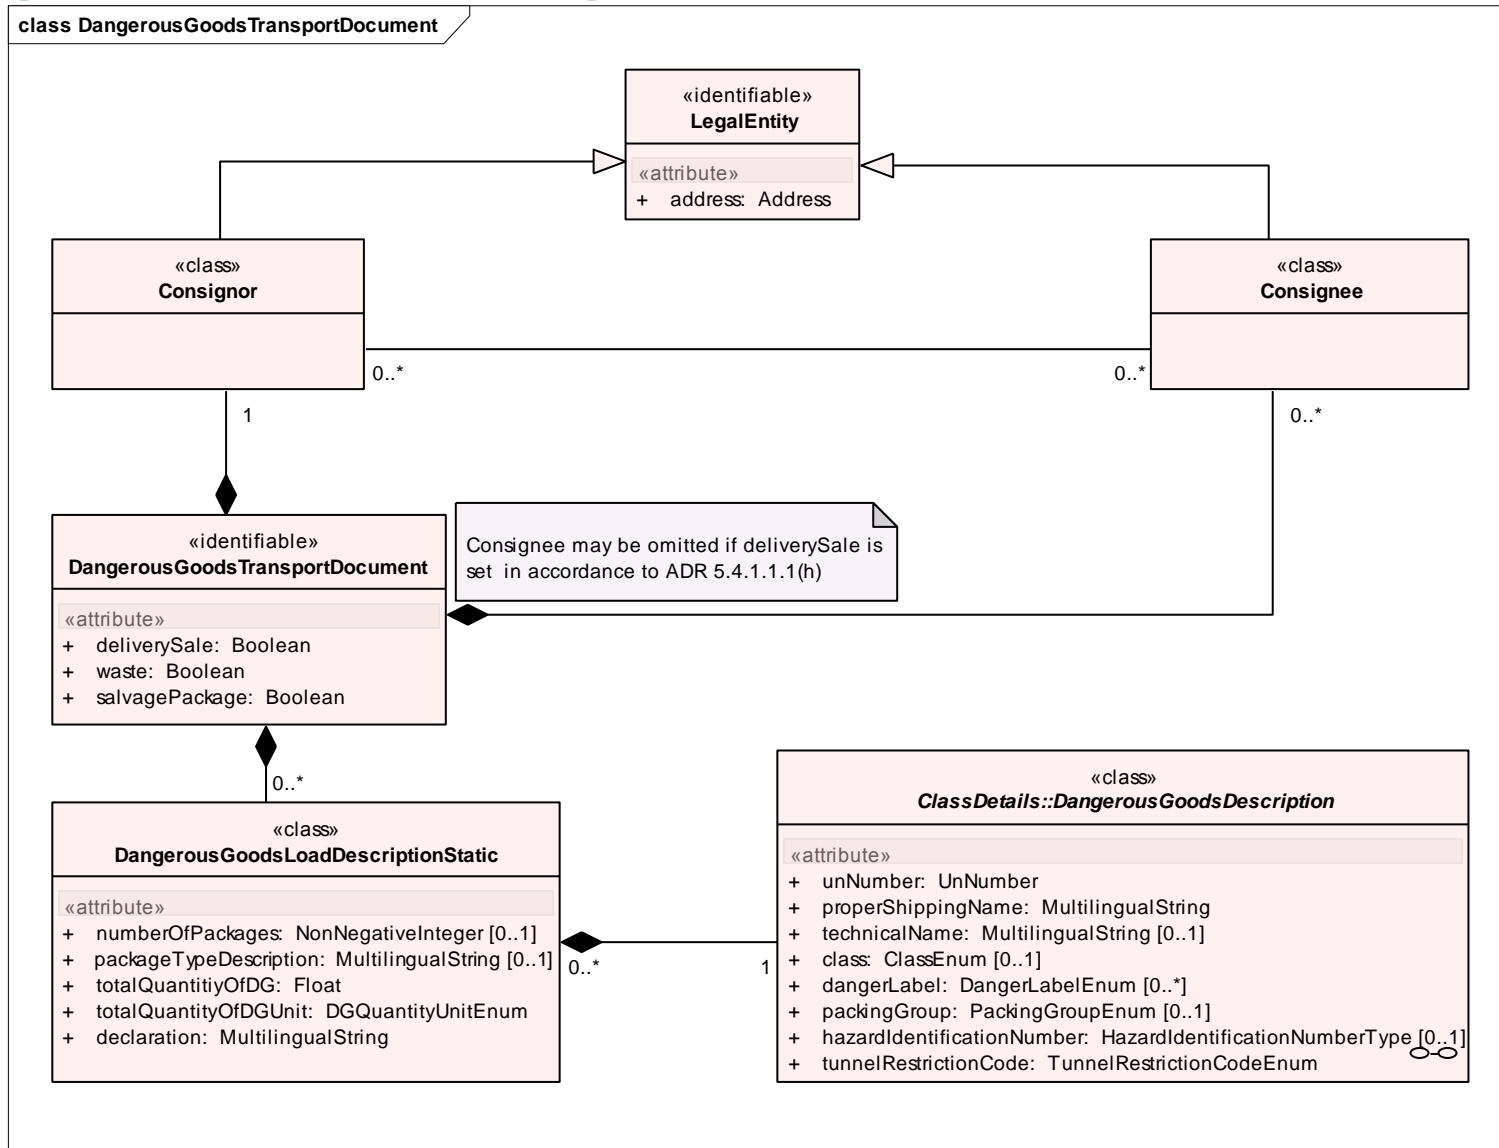 class DangerousGoodsTransportDocument
«identifiable»
LegalEntity
«attribute»
+ address: Address
«class»
Consignor
«class»
Consignee
0..*
0..*
1
0..*
«identifiable»
DangerousGoodsTransportDocument
«attribute»
+ deliverySale: Boolean
+ waste: Boolean
+ salvagePackage: Boolean
Consignee may be omitted if deliverySale is
set in accordance to ADR 5.4.1.1.1(h)
0..*
«class»
DangerousGoodsLoadDescriptionStatic
«attribute»
+ numberOfPackages: NonNegativeInteger [0..1]
+ packageTypeDescription: MultilingualString [0..1]
+ totalQuantitiyOfDG: Float
+ totalQuantityOfDGUnit: DGQuantityUnitEnum
+ declaration: MultilingualString
0..*
1
«class»
ClassDetails::DangerousGoodsDescription
«attribute»
+ unNumber: UnNumber
+ properShippingName: MultilingualString
+ technicalName: MultilingualString [0..1]
+ class: ClassEnum [0..1]
+ dangerLabel: DangerLabelEnum [0..*]
+ packingGroup: PackingGroupEnum [0..1]
+ hazardIdentificationNumber: HazardIdentificationNumberType [0..1]
+ tunnelRestrictionCode: TunnelRestrictionCodeEnum